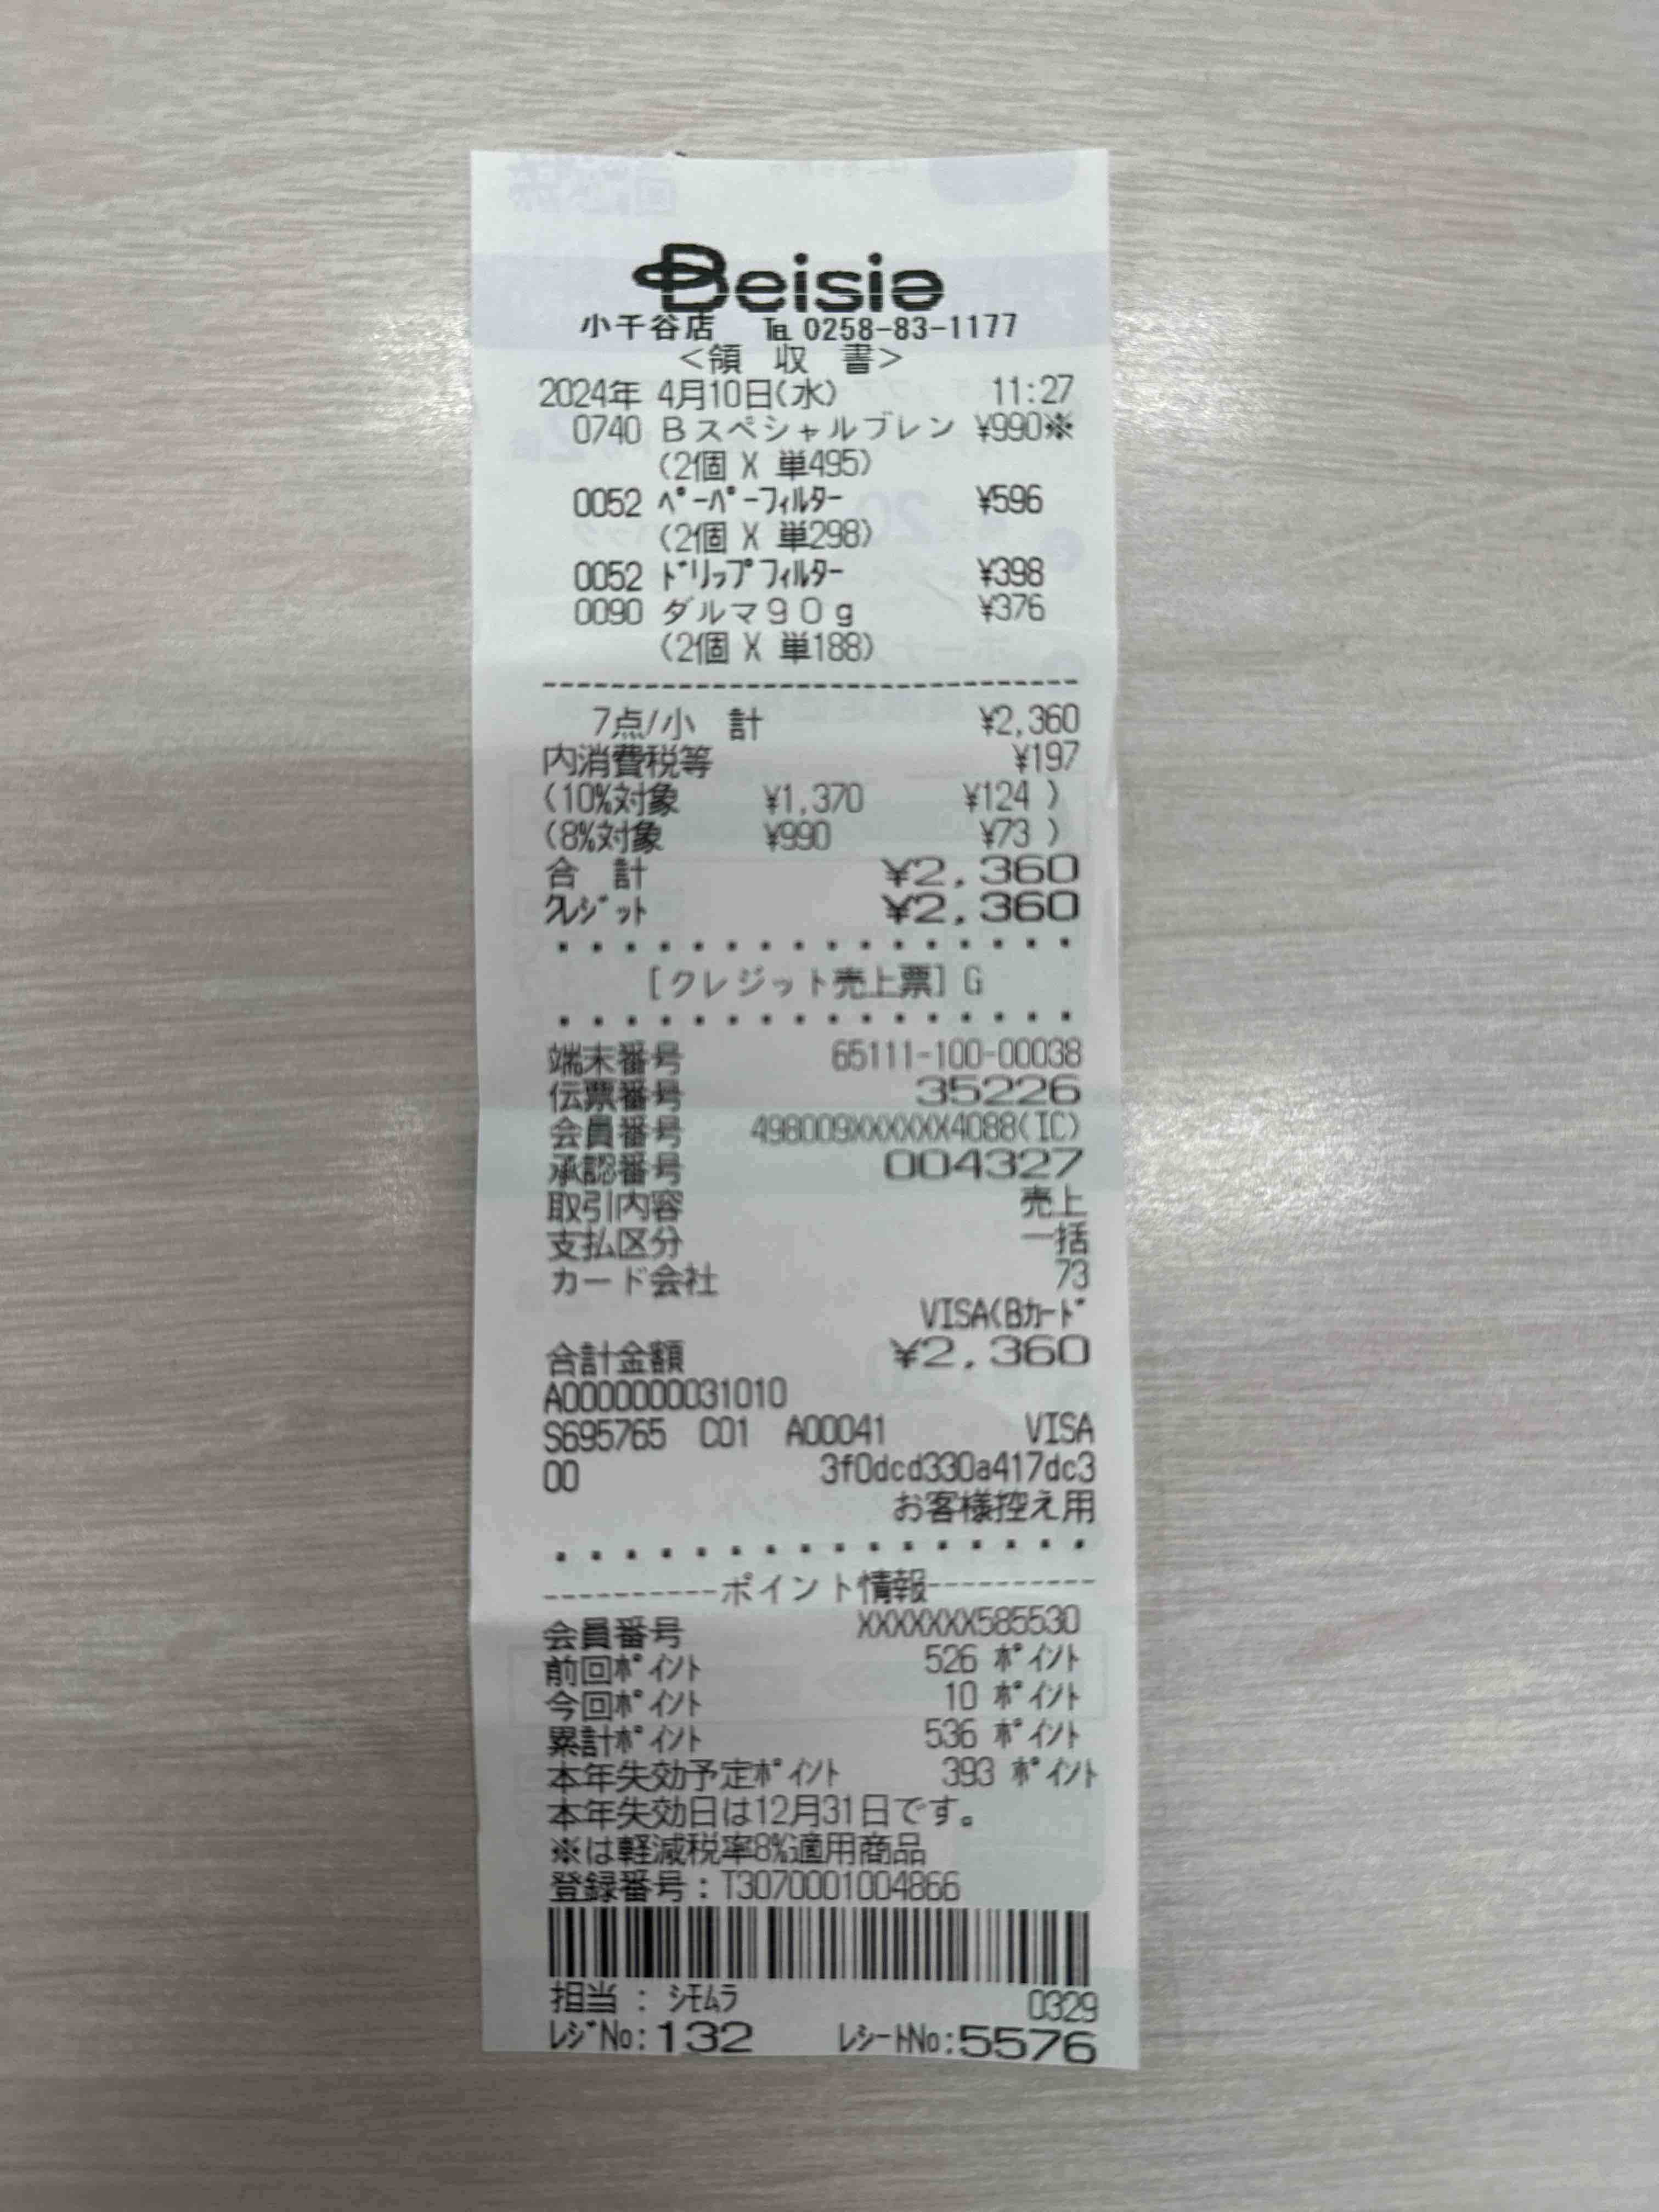 Beisia
小千谷店 ℡ 0258-83-1177
<領 収 書>
2024年 4月10日(水) 11:27
0740 Bスペシャルブレン ¥990※
(2個 X 単495)
0052 ﾍﾟｰﾊﾟｰﾌｨﾙﾀｰ ¥596
(2個 X 単298)
0052 ﾄﾞﾘｯﾌﾟﾌｨﾙﾀｰ ¥398
0090 ダルマ90g ¥376
(2個 X 単188)
--------------------------------
7点/小 計 ¥2,360
内消費税等 ¥197
(10%対象 ¥1,370 ¥124 )
(8%対象 ¥990 ¥73 )
合 計 ¥2,360
ｸﾚｼﾞｯﾄ ¥2,360
[クレジット売上票] G
端末番号 65111-100-00038
伝票番号 35226
会員番号 498009XXXXXX4088(IC)
承認番号 004327
取引内容 売上
支払区分 一括
カード会社 73
VISA(Bｶｰﾄﾞ
合計金額 ¥2,360
A0000000031010
S695765 C01 A00041 VISA
00 3f0dcd330a417dc3
お客様控え用
----------ポイント情報----------
会員番号 XXXXXXX585530
前回ﾎﾟｲﾝﾄ 526 ﾎﾟｲﾝﾄ
今回ﾎﾟｲﾝﾄ 10 ﾎﾟｲﾝﾄ
累計ﾎﾟｲﾝﾄ 536 ﾎﾟｲﾝﾄ
本年失効予定ﾎﾟｲﾝﾄ 393 ﾎﾟｲﾝﾄ
本年失効日は12月31日です。
※は軽減税率8%適用商品
登録番号:T3070001004866
担当 : ｼﾓﾑﾗ 0329
ﾚｼﾞNo:132 ﾚｼｰﾄNo:5576